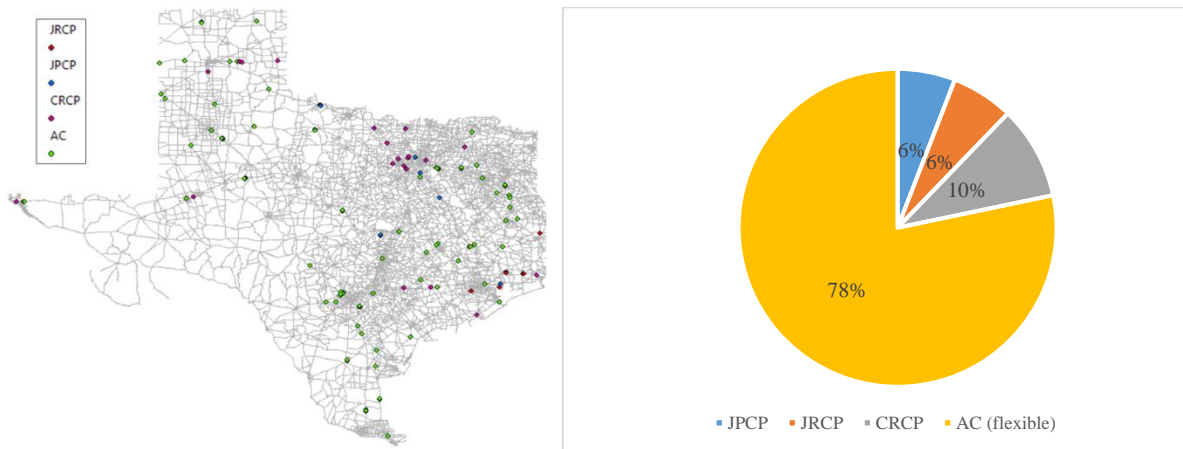 JRCP
JPCP
CRCP
AC
6%
6%
10%
78%
JPCP JRCP CRCP AC (flexible)